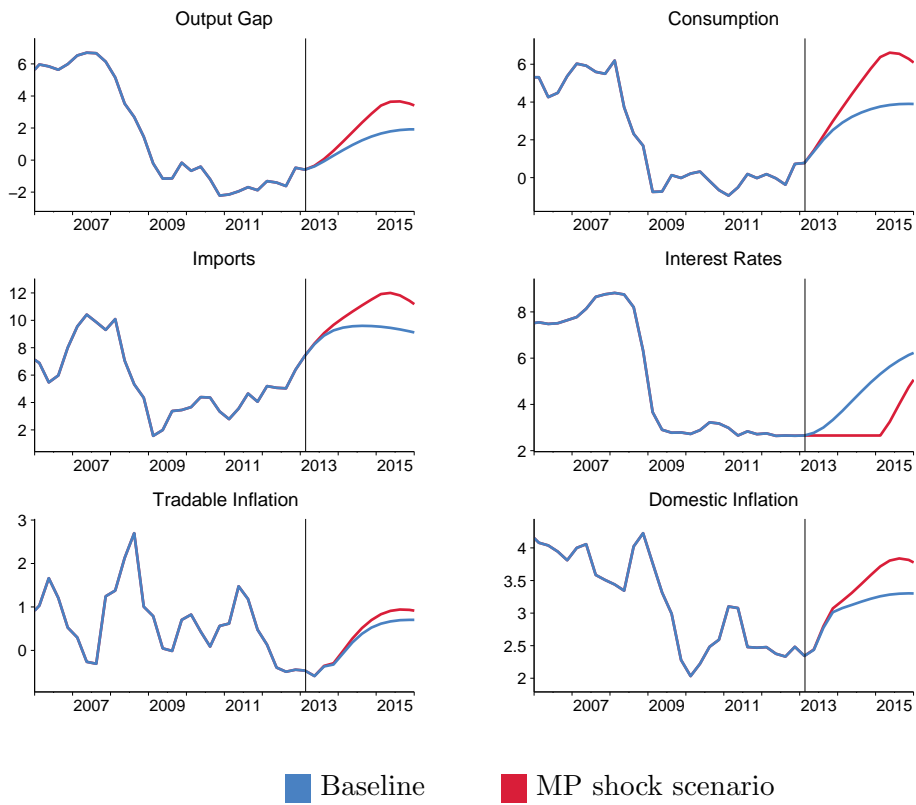 Output Gap
6
4
2
0
−2
2007 2009 2011 2013 2015
Consumption
6
4
2
0
2007 2009 2011 2013 2015
Imports
12
10
8
6
4
2
2007 2009 2011 2013 2015
Interest Rates
8
6
4
2
2007 2009 2011 2013 2015
Tradable Inflation
3
2
1
0
2007 2009 2011 2013 2015
Domestic Inflation
4
3.5
3
2.5
2
2007 2009 2011 2013 2015
Baseline MP shock scenario